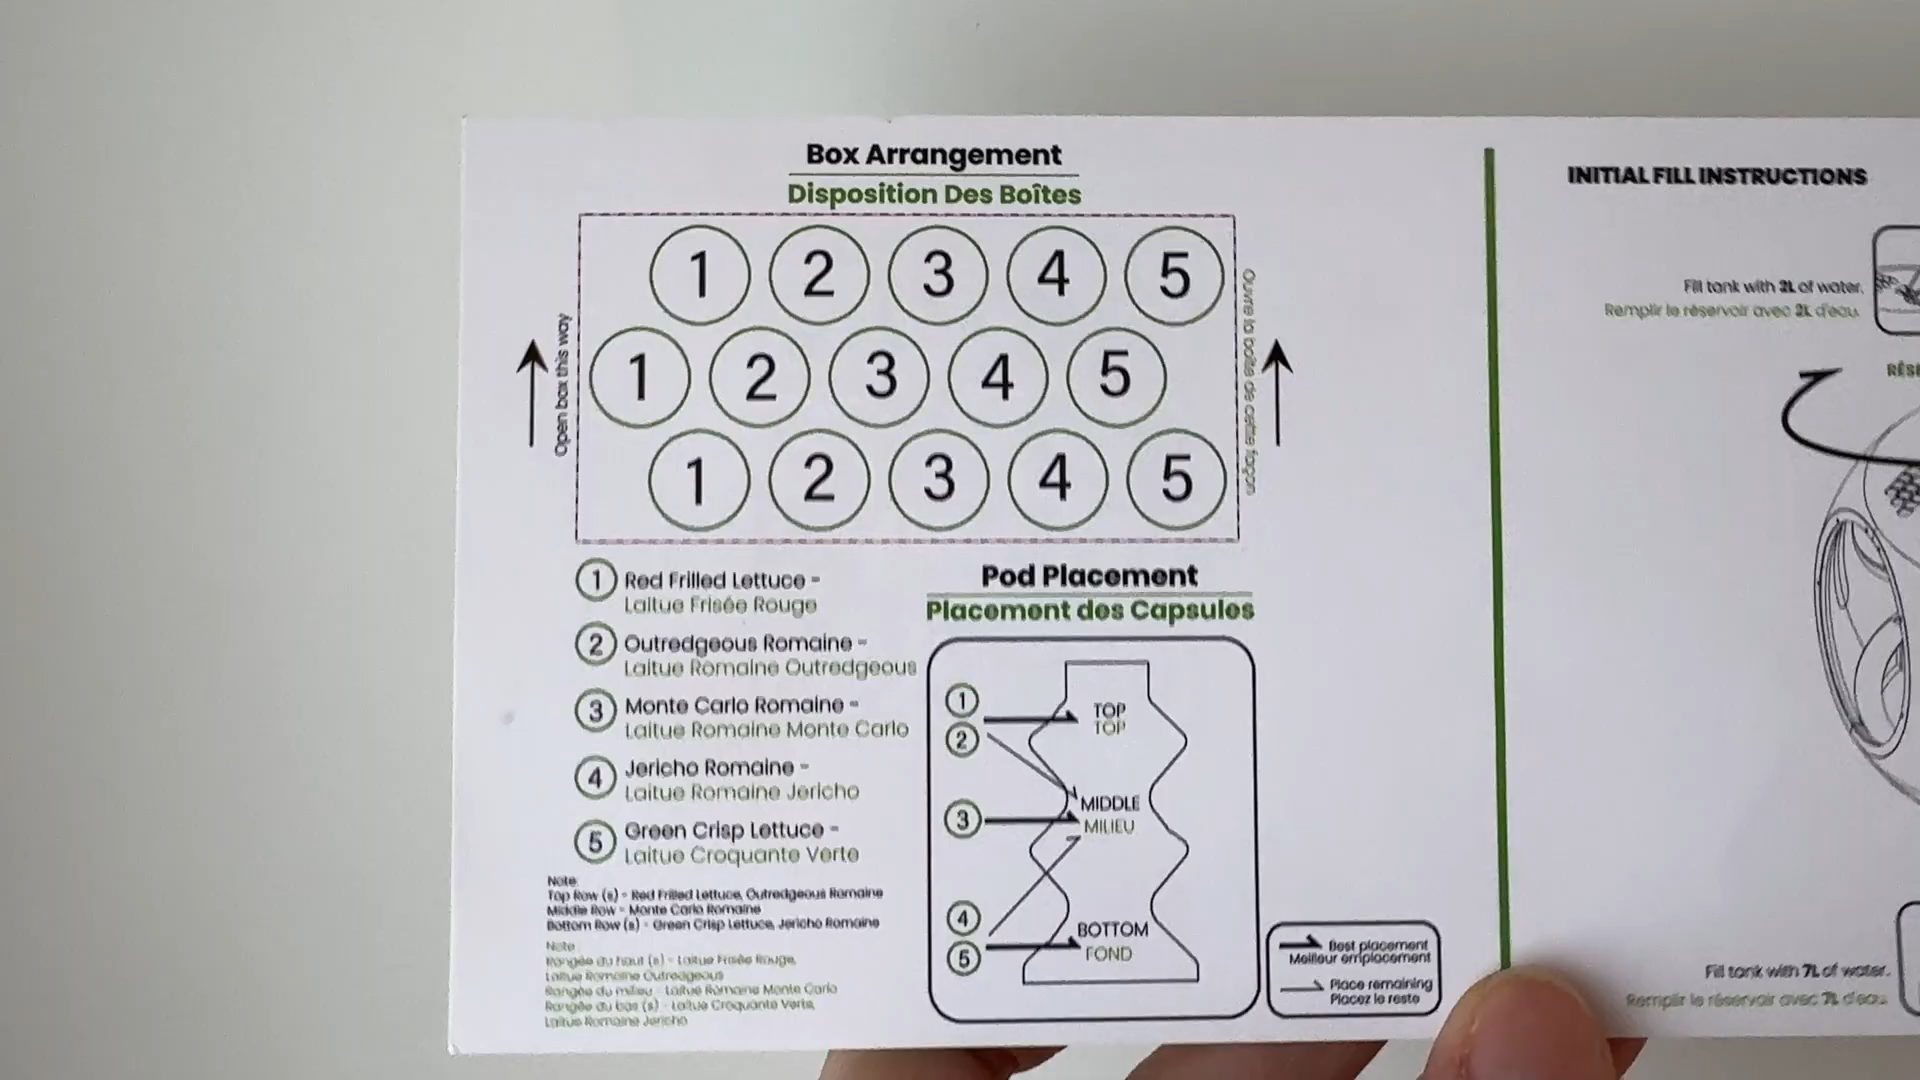 Box Arrangement
Disposition Des Boîtes
1 2 3 4 5
1 2 3 4 5
1 2 3 4 5
Open box this way
Ouvre la boîte de cette façon
1 Red Frilled Lettuce -
Laitue Frisée Rouge
2 Outredgeous Romaine -
Laitue Romaine Outredgeous
3 Monte Carlo Romaine -
Laitue Romaine Monte Carlo
4 Jericho Romaine -
Laitue Romaine Jericho
5 Green Crisp Lettuce -
Laitue Croquante Verte
Note
Top Row (s) - Red Frilled Lettuce, Outredgeous Romaine
Middle Row - Monte Carlo Romaine
Bottom Row (s) - Green Crisp Lettuce, Jericho Romaine
Note
Rangée du haut (s) - Laitue Frisée Rouge,
Laitue Romaine Outredgeous
Rangée du milieu - Laitue Romaine Monte Carlo
Rangée du bas (s) - Laitue Croquante Verte,
Laitue Romaine Jericho
Pod Placement
Placement des Capsules
1
2
3
4
5
TOP
TOP
MIDDLE
MILIEU
BOTTOM
FOND
Best placement
Meilleur emplacement
Place remaining
Placez le reste
INITIAL FILL INSTRUCTIONS
Fill tank with 2L of water.
Remplir le réservoir avec 2L d'eau.
RÉSE
Fill tank with 7L of water.
Remplir le réservoir avec 7L d'eau.